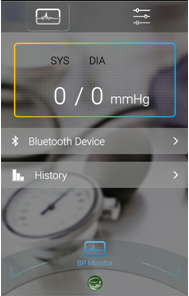 SYS DIA
0 / 0 mmHg
Bluetooth Device
History
BP Monitor